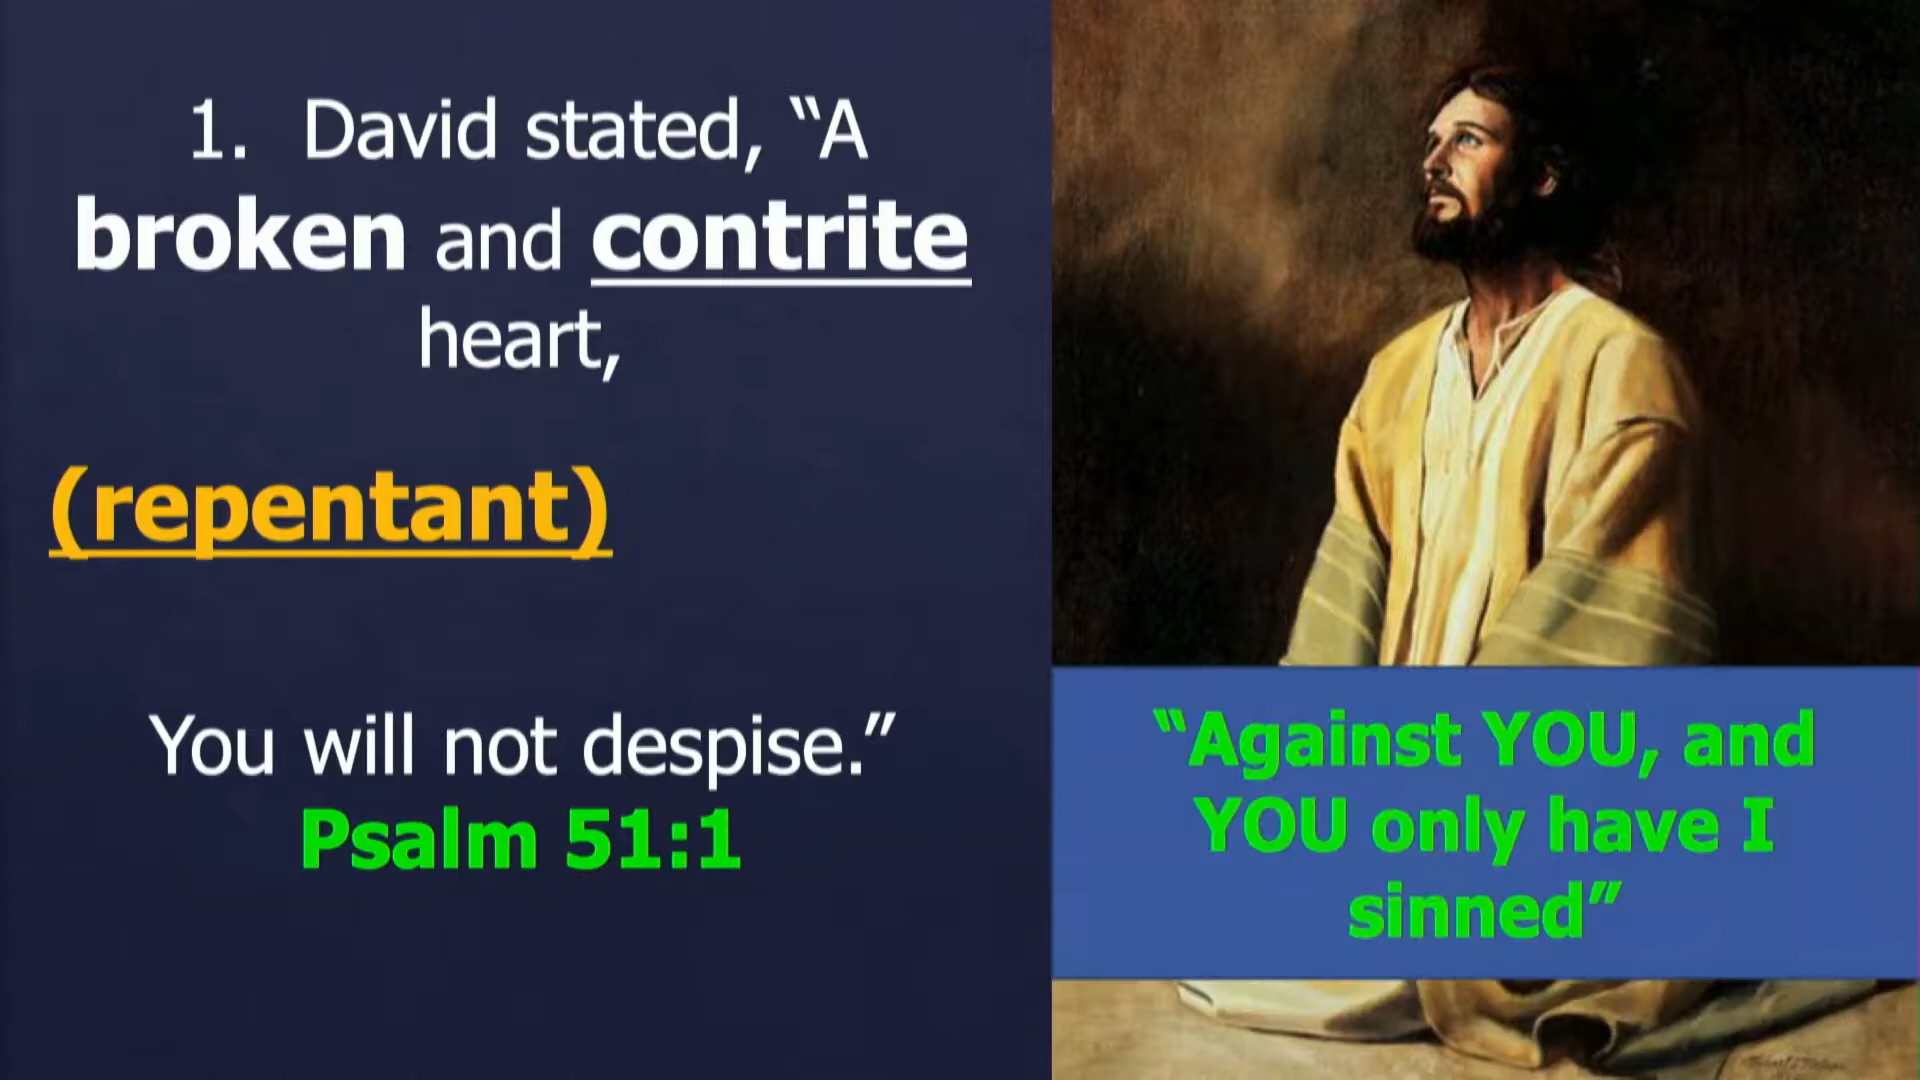 1. David stated, “A
broken and contrite
heart,
(repentant)
You will not despise.”
Psalm 51:1
“Against YOU, and
YOU only have I
sinned”